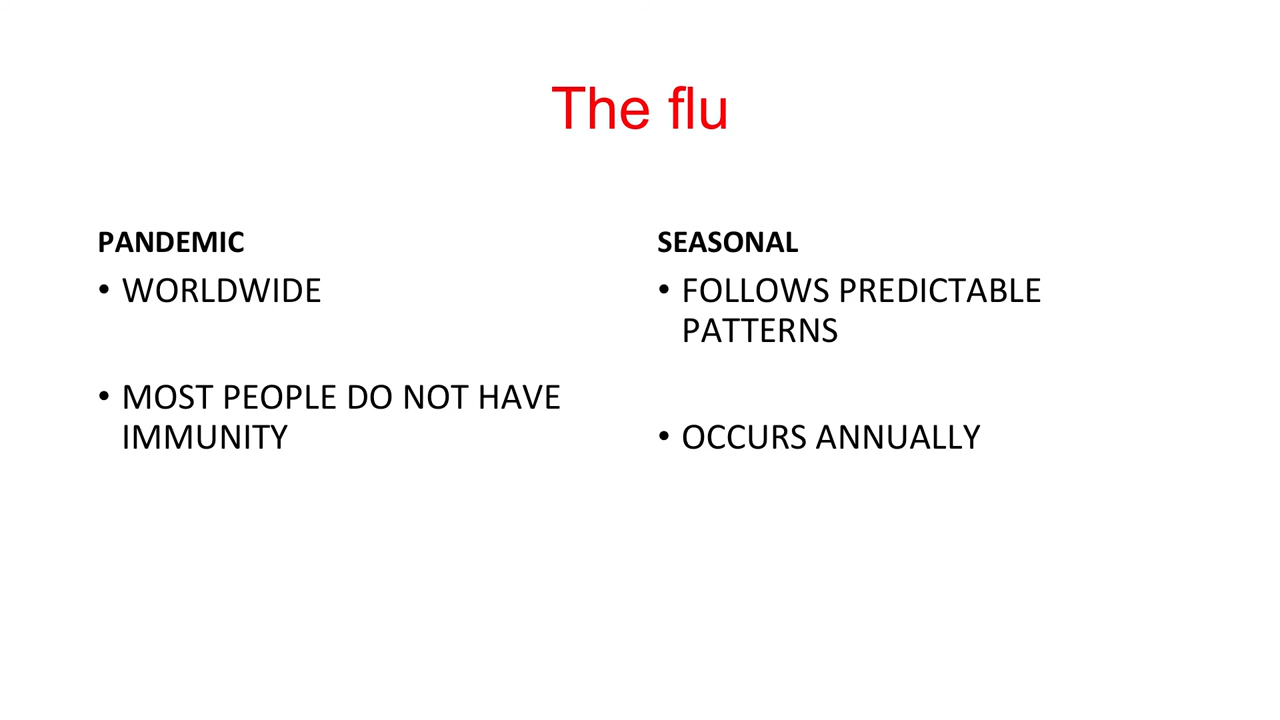 The flu
PANDEMIC
• WORLDWIDE
• MOST PEOPLE DO NOT HAVE
IMMUNITY
SEASONAL
• FOLLOWS PREDICTABLE
PATTERNS
• OCCURS ANNUALLY